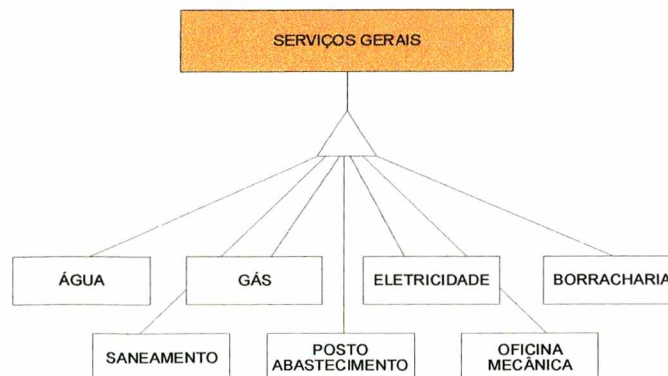 SERVIÇOS GERAIS
ÁGUA
GÁS
ELETRICIDADE
BORRACHARIA
SANEAMENTO
POSTO
ABASTECIMENTO
OFICINA
MECÂNICA